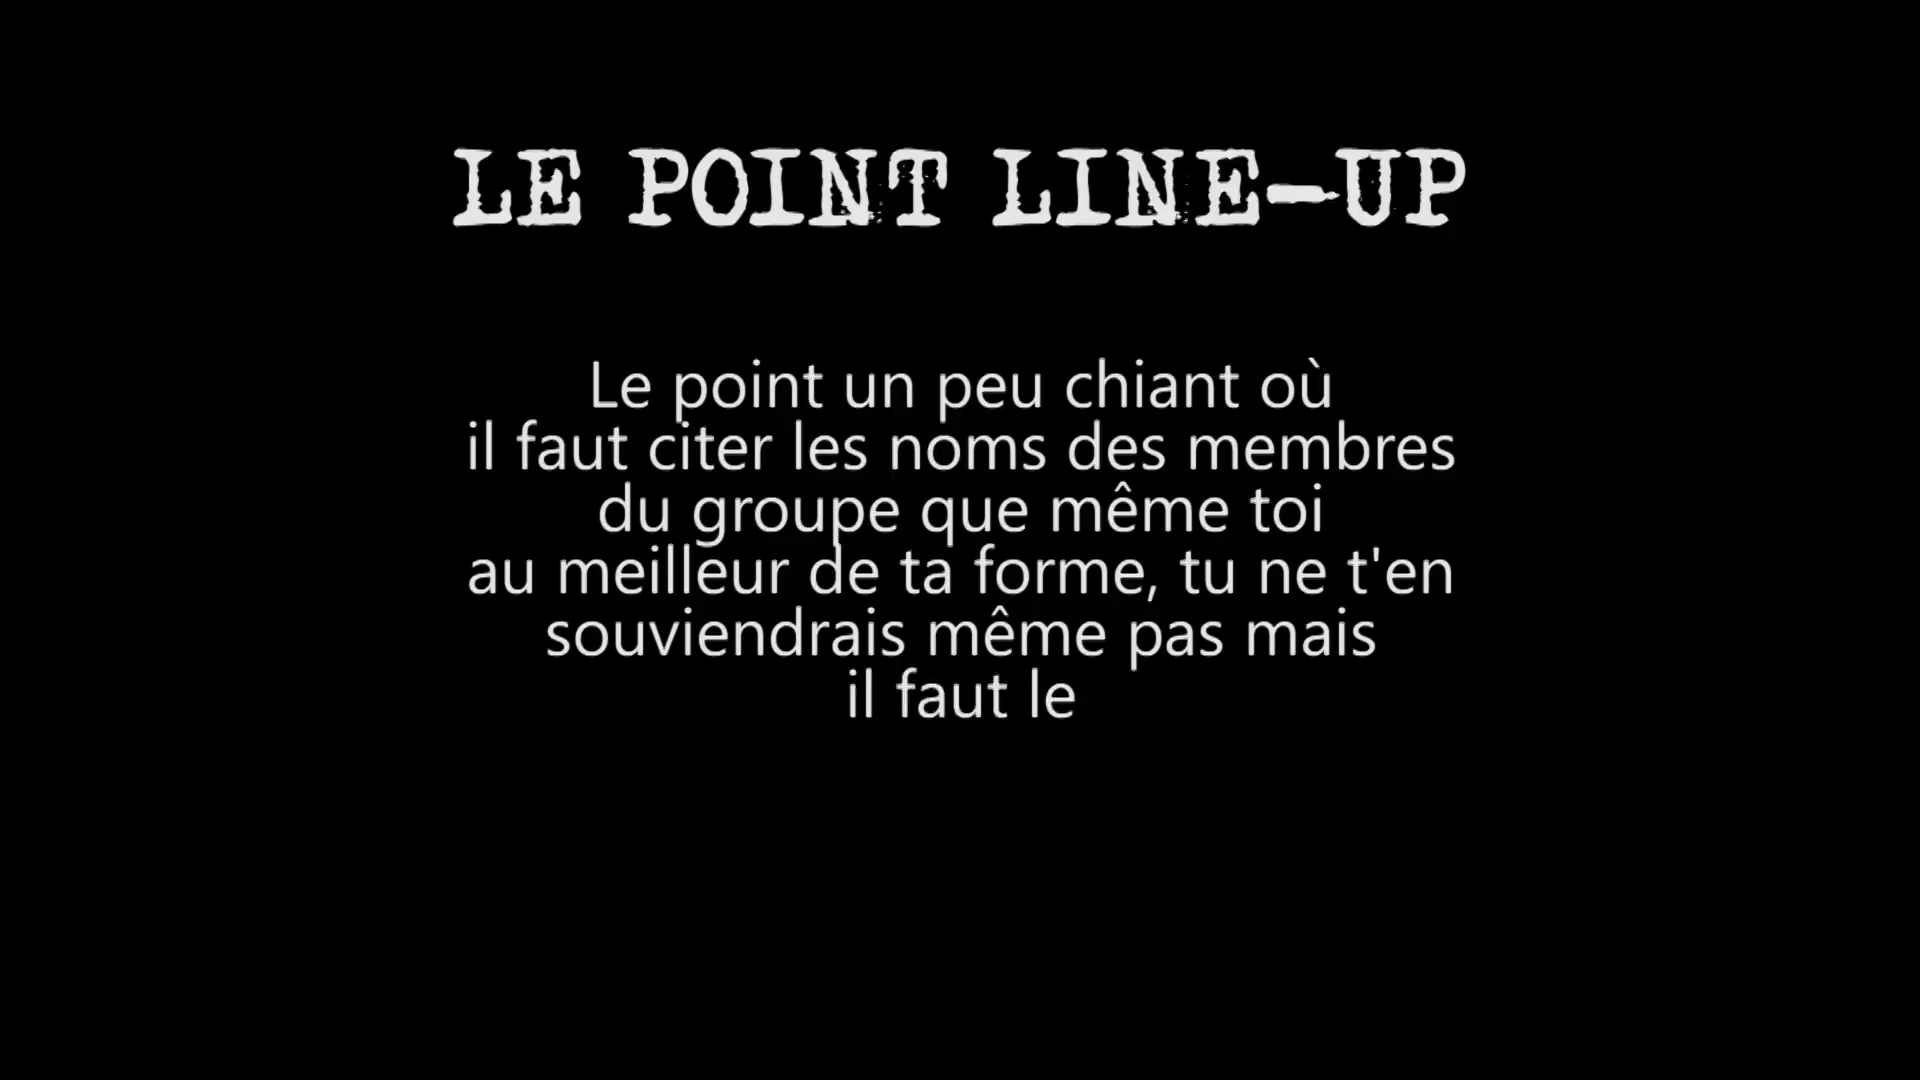 LE POINT LINE-UP
Le point un peu chiant où
il faut citer les noms des membres
du groupe que même toi
au meilleur de ta forme, tu ne t'en
souviendrais même pas mais
il faut le